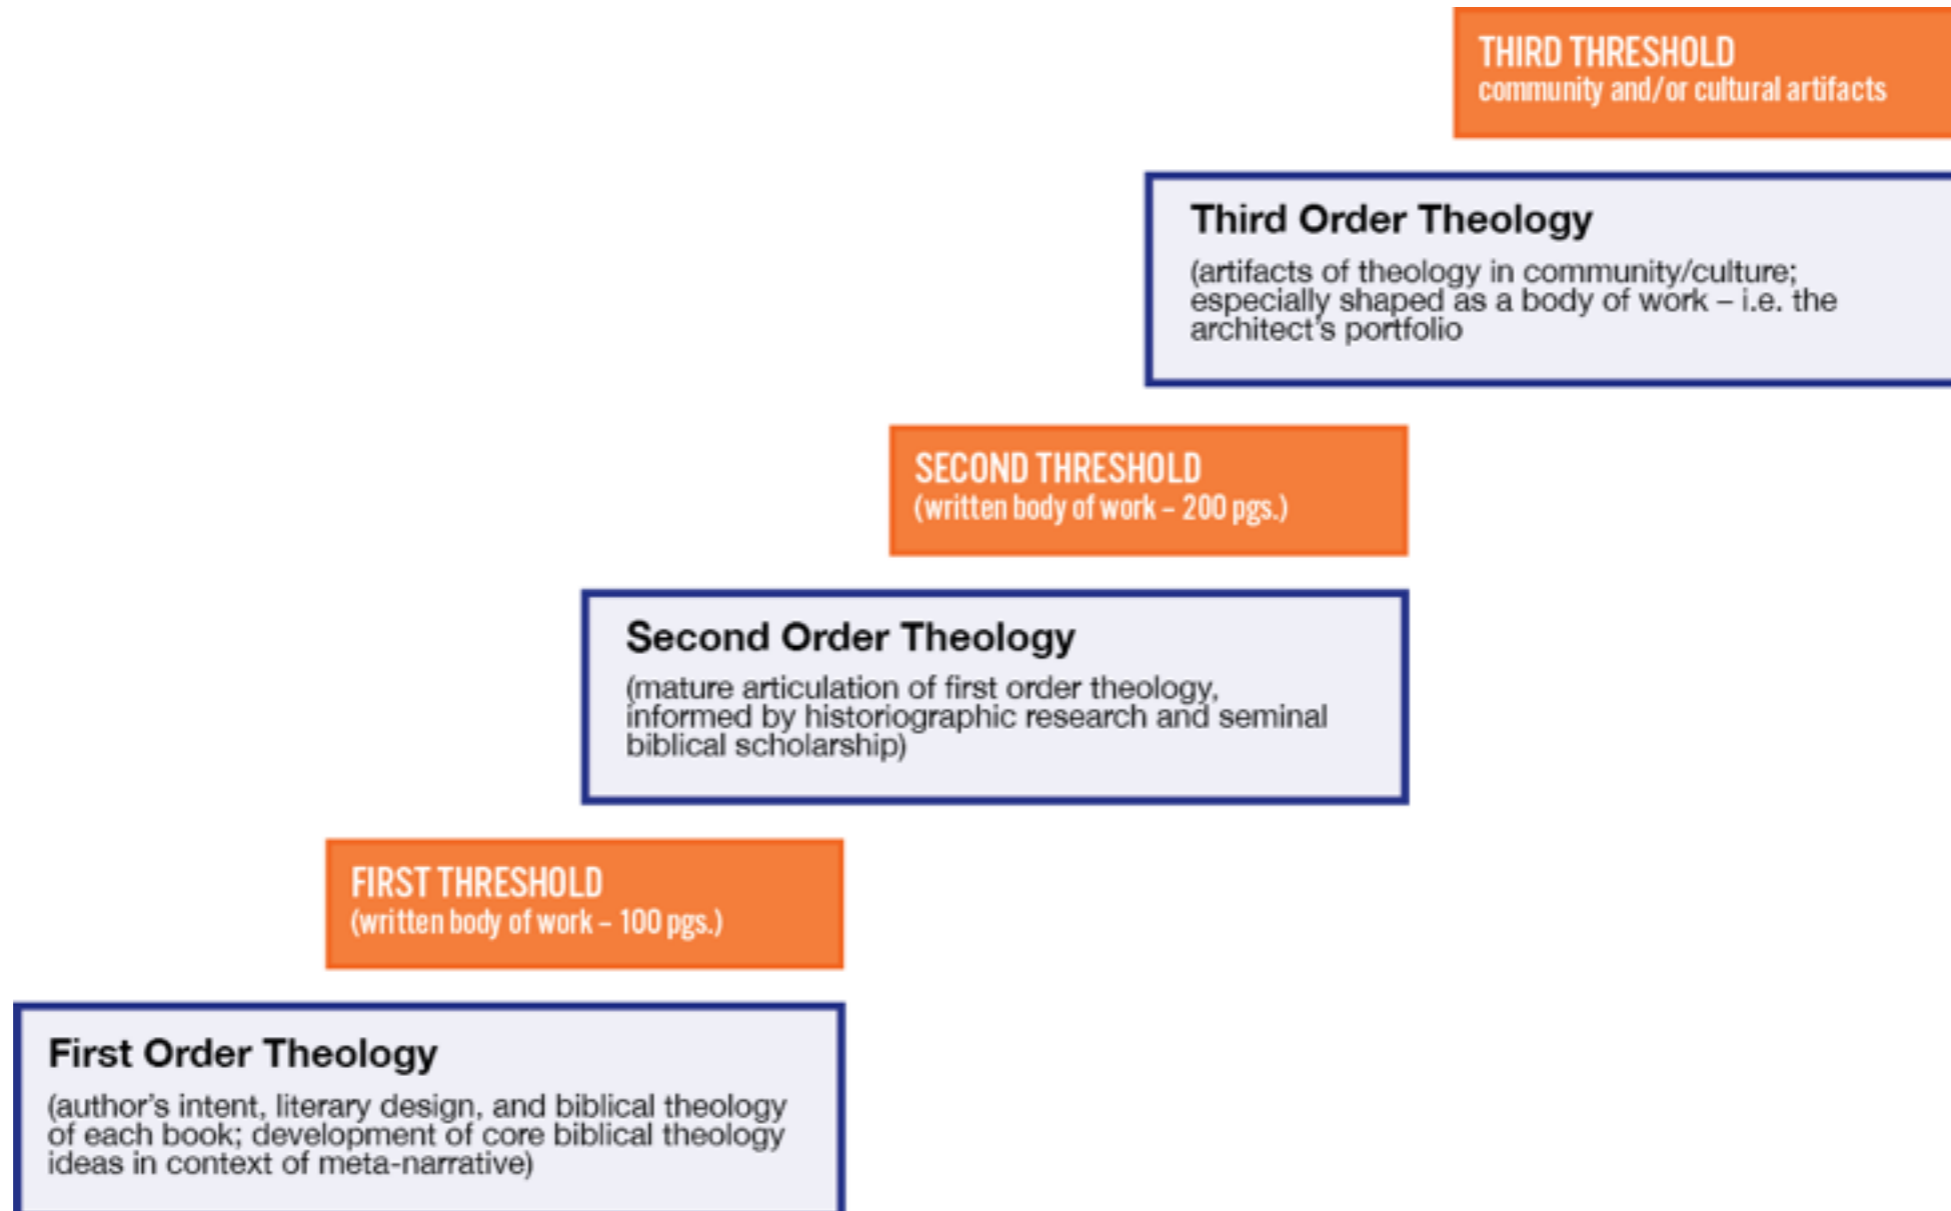 THIRD THRESHOLD
community and/or cultural artifacts
Third Order Theology
(artifacts of theology in community/culture;
especially shaped as a body of work – i.e. the
architect's portfolio
SECOND THRESHOLD
(written body of work – 200 pgs.)
Second Order Theology
(mature articulation of first order theology,
informed by historiographic research and seminal
biblical scholarship)
FIRST THRESHOLD
(written body of work – 100 pgs.)
First Order Theology
(author's intent, literary design, and biblical theology
of each book; development of core biblical theology
ideas in context of meta-narrative)